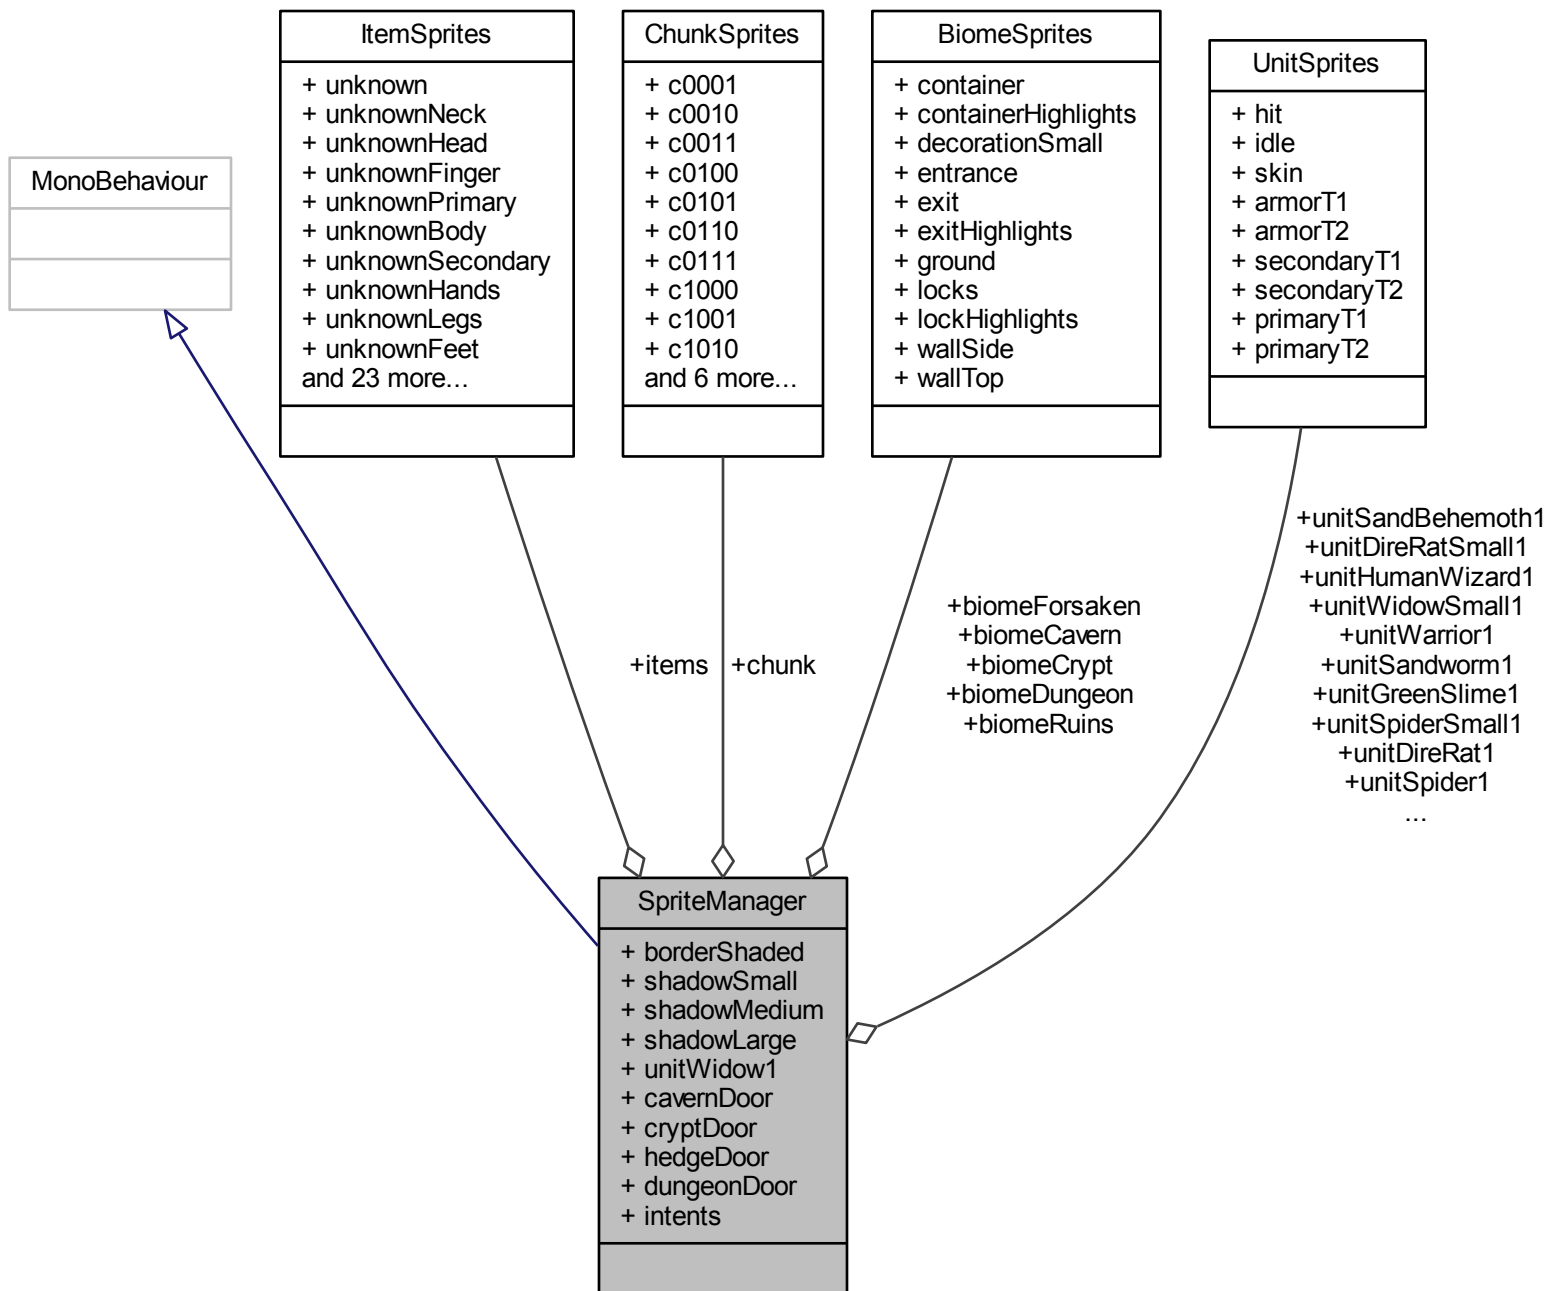 MonoBehaviour
ItemSprites
+ unknown
+ unknownNeck
+ unknownHead
+ unknownFinger
+ unknownPrimary
+ unknownBody
+ unknownSecondary
+ unknownHands
+ unknownLegs
+ unknownFeet
and 23 more...
ChunkSprites
+ c0001
+ c0010
+ c0011
+ c0100
+ c0101
+ c0110
+ c0111
+ c1000
+ c1001
+ c1010
and 6 more...
BiomeSprites
+ container
+ containerHighlights
+ decorationSmall
+ entrance
+ exit
+ exitHighlights
+ ground
+ locks
+ lockHighlights
+ wallSide
+ wallTop
UnitSprites
+ hit
+ idle
+ skin
+ armorT1
+ armorT2
+ secondaryT1
+ secondaryT2
+ primaryT1
+ primaryT2
+items
+chunk
+biomeForsaken
+biomeCavern
+biomeCrypt
+biomeDungeon
+biomeRuins
+unitSandBehemoth1
+unitDireRatSmall1
+unitHumanWizard1
+unitWidowSmall1
+unitWarrior1
+unitSandworm1
+unitGreenSlime1
+unitSpiderSmall1
+unitDireRat1
+unitSpider1
...
SpriteManager
+ borderShaded
+ shadowSmall
+ shadowMedium
+ shadowLarge
+ unitWidow1
+ cavernDoor
+ cryptDoor
+ hedgeDoor
+ dungeonDoor
+ intents